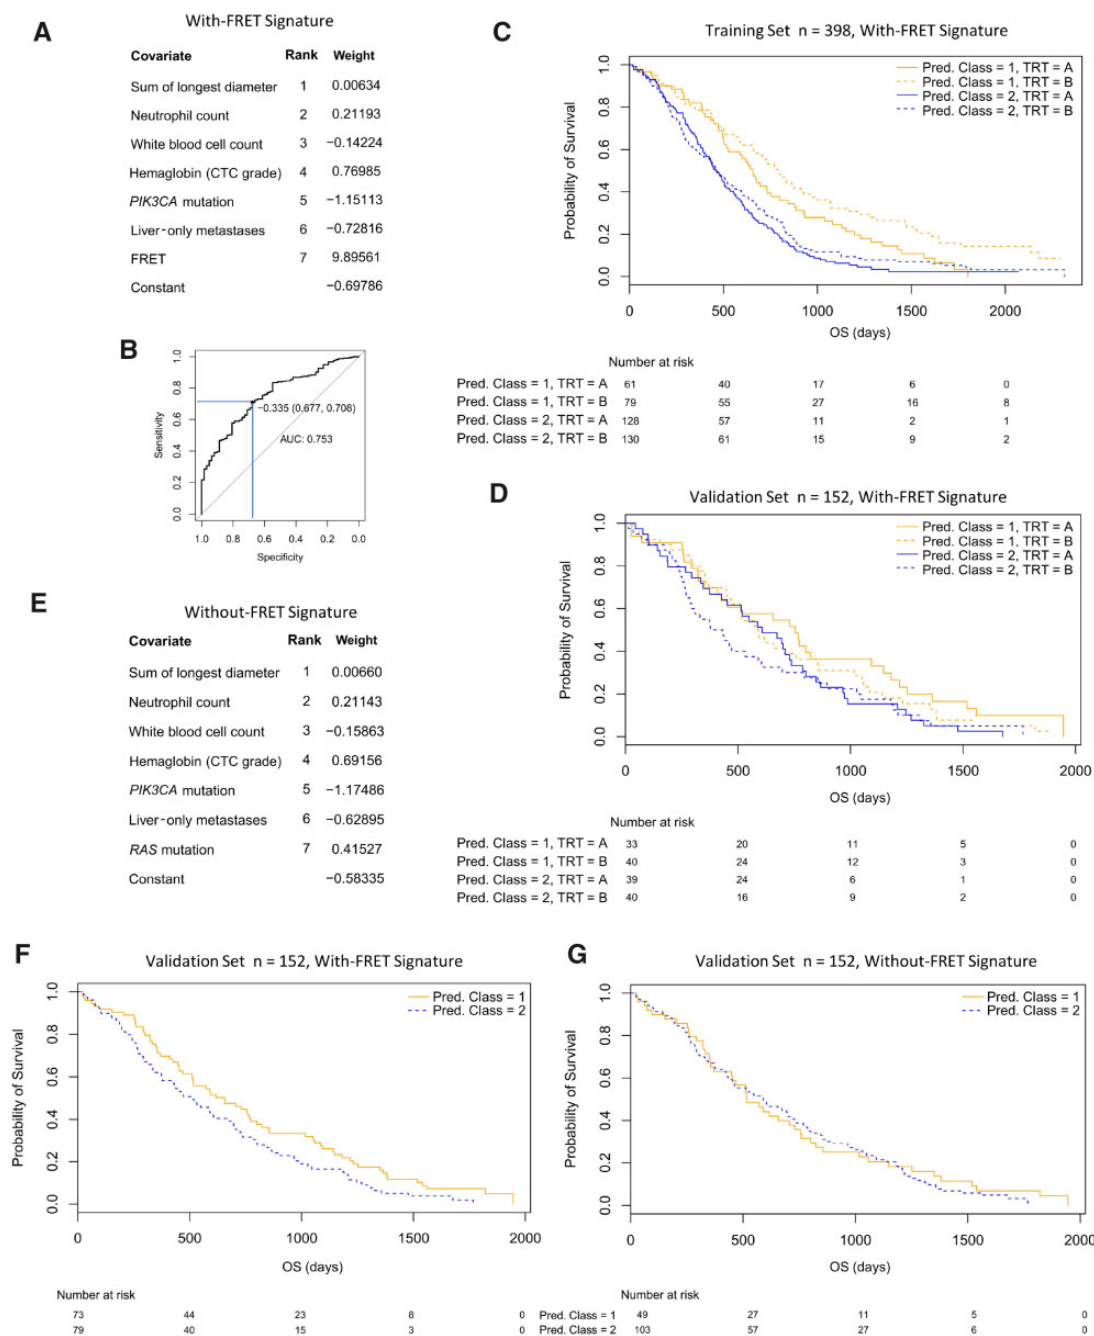 A
With-FRET Signature
Covariate Rank Weight
Sum of longest diameter 1 0.00634
Neutrophil count 2 0.21193
White blood cell count 3 −0.14224
Hemaglobin (CTC grade) 4 0.76985
PIK3CA mutation 5 −1.15113
Liver-only metastases 6 −0.72816
FRET 7 9.89561
Constant −0.69786
B
Sensitivity
1.0
0.8
0.6
0.4
0.2
0.0
−0.335 (0.677, 0.708)
AUC: 0.753
1.0 0.8 0.6 0.4 0.2 0.0
Specificity
C
Training Set n = 398, With-FRET Signature
Pred. Class = 1, TRT = A
Pred. Class = 1, TRT = B
Pred. Class = 2, TRT = A
Pred. Class = 2, TRT = B
Probability of Survival
1.0
0.8
0.6
0.4
0.2
0.0
0 500 1000 1500 2000
OS (days)
Number at risk
Pred. Class = 1, TRT = A 61 40 17 6 0
Pred. Class = 1, TRT = B 79 55 27 16 8
Pred. Class = 2, TRT = A 128 57 11 2 1
Pred. Class = 2, TRT = B 130 61 15 9 2
D
Validation Set n = 152, With-FRET Signature
Pred. Class = 1, TRT = A
Pred. Class = 1, TRT = B
Pred. Class = 2, TRT = A
Pred. Class = 2, TRT = B
Probability of Survival
1.0
0.8
0.6
0.4
0.2
0.0
0 500 1000 1500 2000
OS (days)
Number at risk
Pred. Class = 1, TRT = A 33 20 11 5 0
Pred. Class = 1, TRT = B 40 24 12 3 0
Pred. Class = 2, TRT = A 39 24 6 1 0
Pred. Class = 2, TRT = B 40 16 9 2 0
E
Without-FRET Signature
Covariate Rank Weight
Sum of longest diameter 1 0.00660
Neutrophil count 2 0.21143
White blood cell count 3 −0.15863
Hemaglobin (CTC grade) 4 0.69156
PIK3CA mutation 5 −1.17486
Liver-only metastases 6 −0.62895
RAS mutation 7 0.41527
Constant −0.58335
F
Validation Set n = 152, With-FRET Signature
Pred. Class = 1
Pred. Class = 2
Probability of Survival
1.0
0.8
0.6
0.4
0.2
0.0
0 500 1000 1500 2000
OS (days)
Number at risk
73 44 23 8 0
79 40 15 3 0
G
Validation Set n = 152, Without-FRET Signature
Pred. Class = 1
Pred. Class = 2
Probability of Survival
1.0
0.8
0.6
0.4
0.2
0.0
0 500 1000 1500 2000
OS (days)
Number at risk
Pred. Class = 1 49 27 11 5 0
Pred. Class = 2 103 57 27 6 0